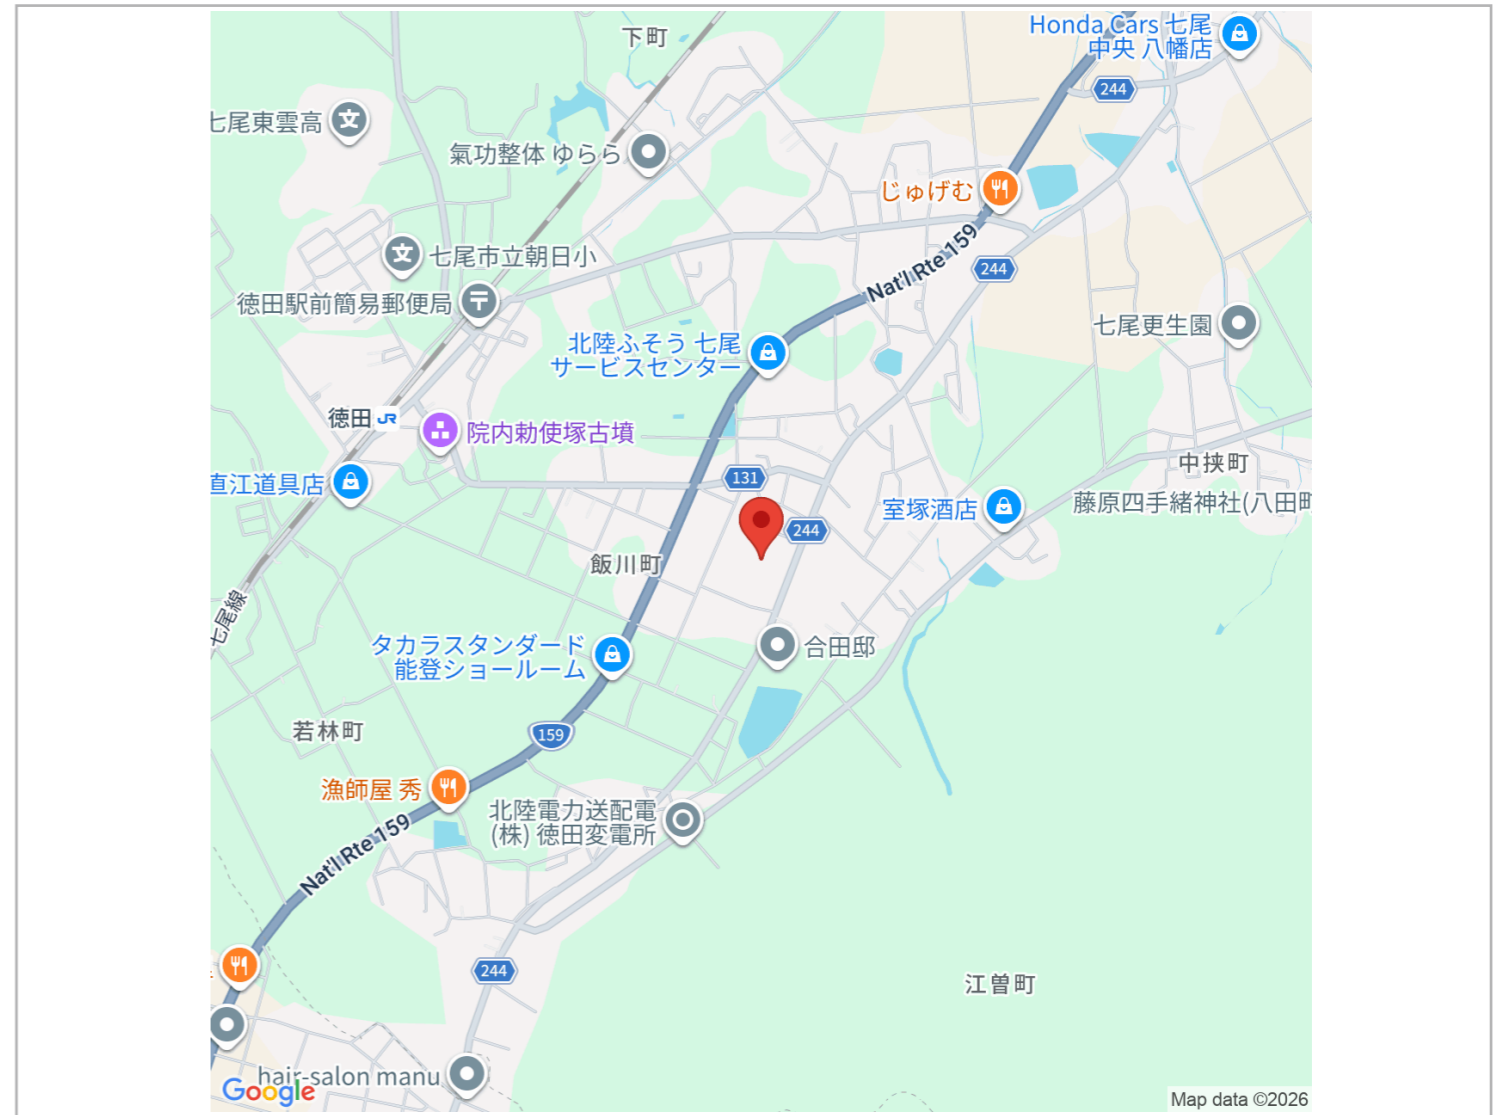 下町
Honda Cars 七尾
中央 八幡店
244
七尾東雲高
氣功整体 ゆらら
じゅげむ
Nat'l Rte 159
244
七尾市立朝日小
徳田駅前簡易郵便局
北陸ふそう 七尾
サービスセンター
七尾更生園
徳田 JR
院内勅使塚古墳
直江道具店
131
中挟町
室塚酒店
藤原四手緒神社(八田町
244
飯川町
七尾線
タカラスタンダード
能登ショールーム
合田邸
若林町
159
漁師屋 秀
北陸電力送配電
(株) 徳田変電所
Nat'l Rte 159
244
江曽町
hair-salon manu
Google
Map data ©2026